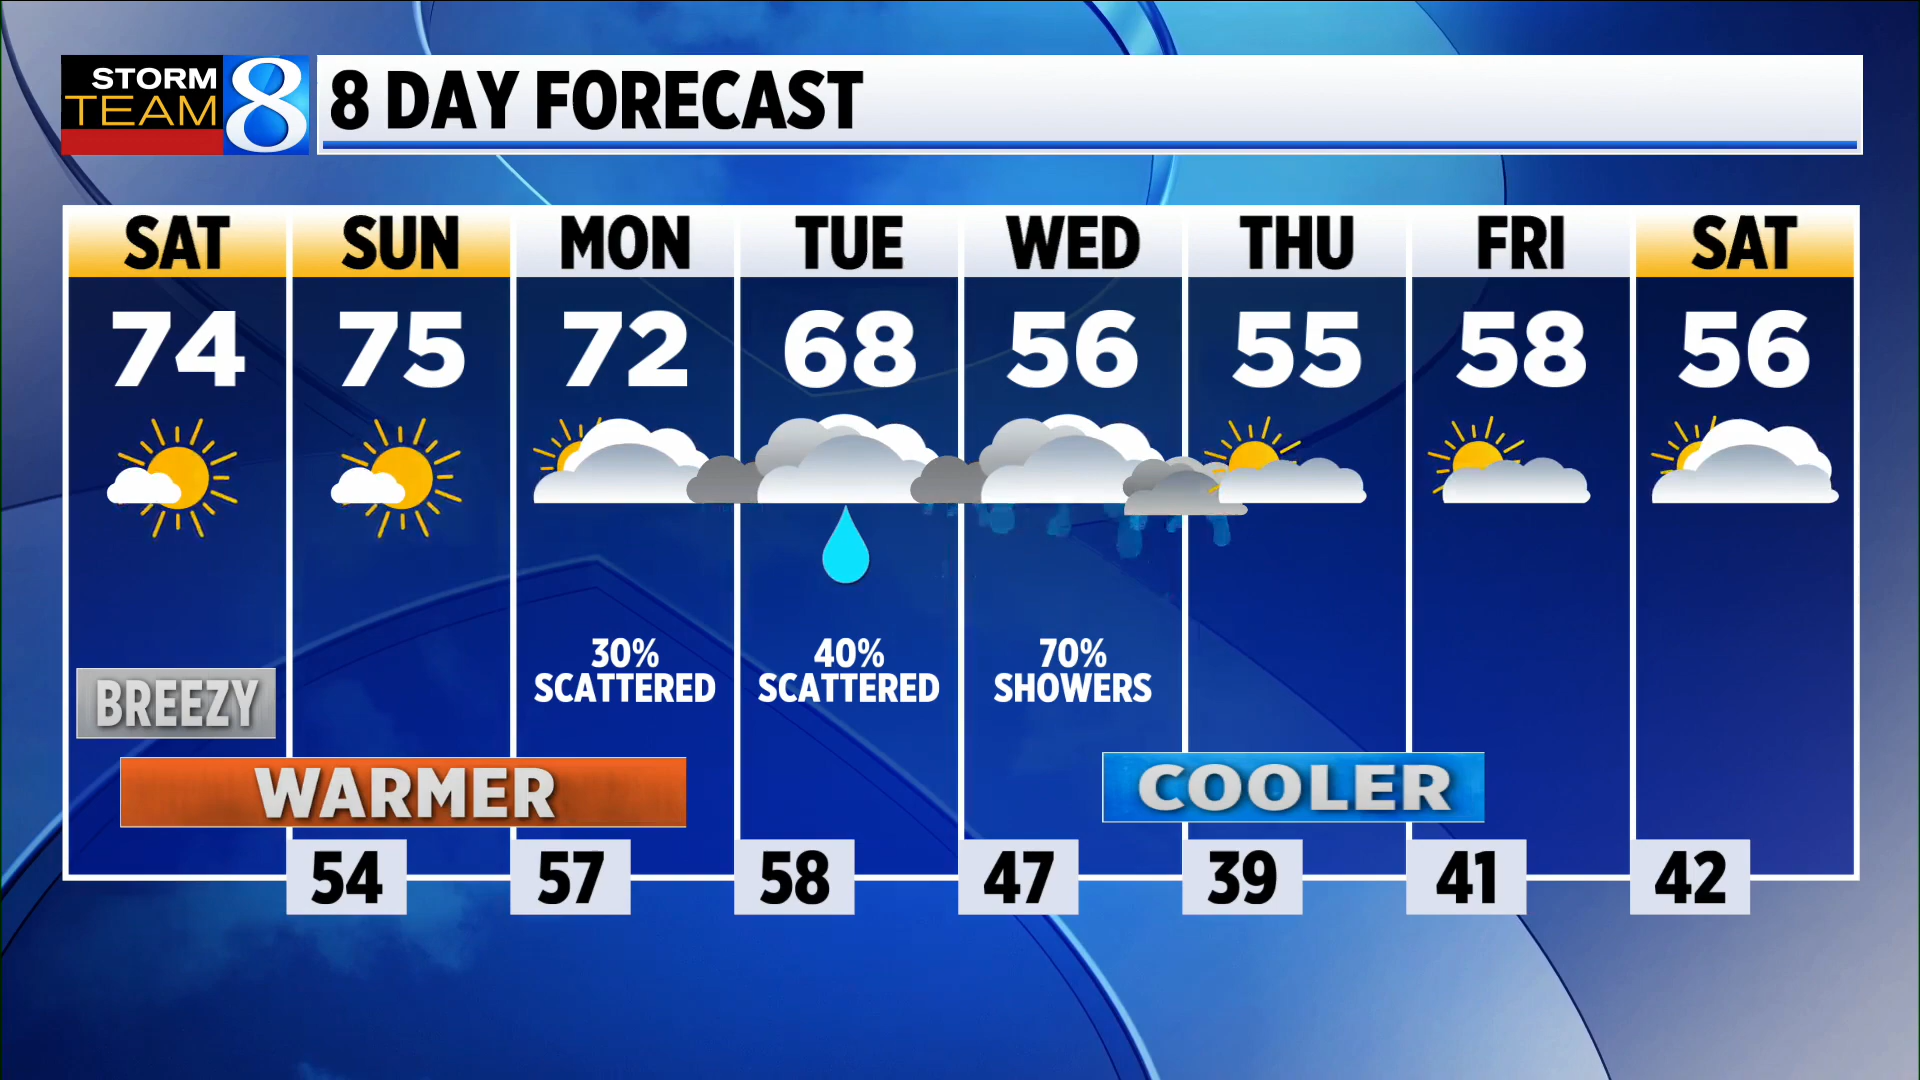 STORM
TEAM
8
8 DAY FORECAST
SAT SUN MON TUE WED THU FRI SAT
74 75 72 68 56 55 58 56
30% 40% 70%
SCATTERED SCATTERED SHOWERS
BREEZY
WARMER COOLER
54 57 58 47 39 41 42